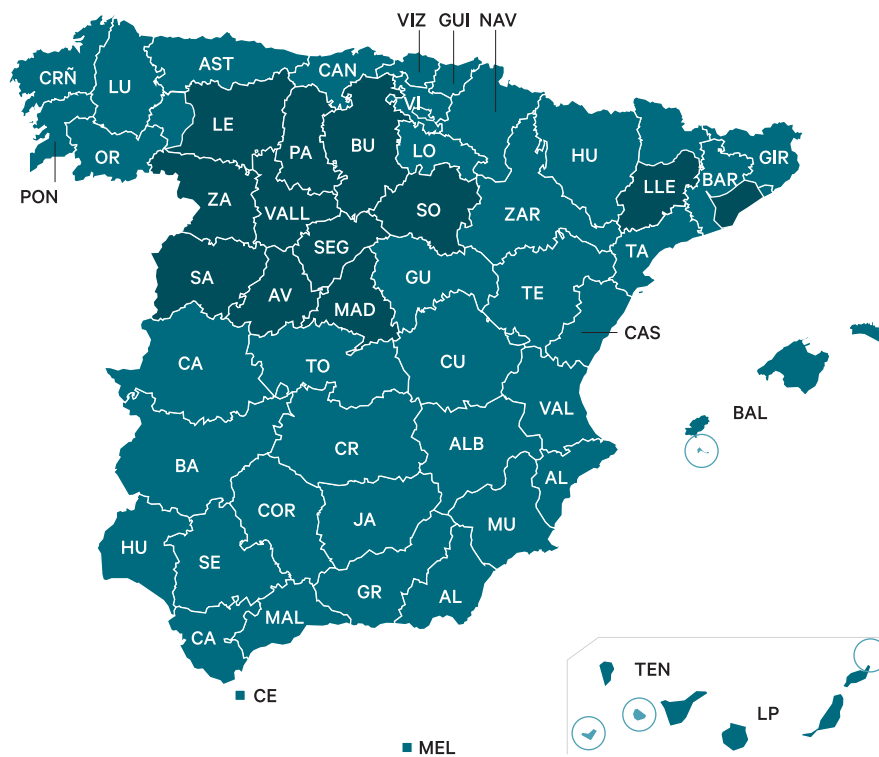 VIZ GUI NAV
AST
CAN
CRÑ
LU
VI
LE
PA
BU
LO
HU
GIR
OR
BAR
LLE
PON
ZA
VALL
SO
ZAR
SEG
TA
SA
GU
TE
AV
MAD
CAS
CA
TO
CU
VAL
BAL
CR
ALB
BA
AL
COR
JA
MU
HU
SE
GR
AL
MAL
CA
TEN
CE
LP
MEL